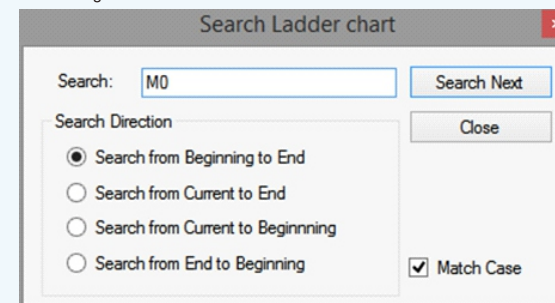 Search Ladder chart
Search: M0 Search Next
Search Direction Close
Search from Beginning to End
Search from Current to End
Search from Current to Beginnning
Search from End to Beginning Match Case